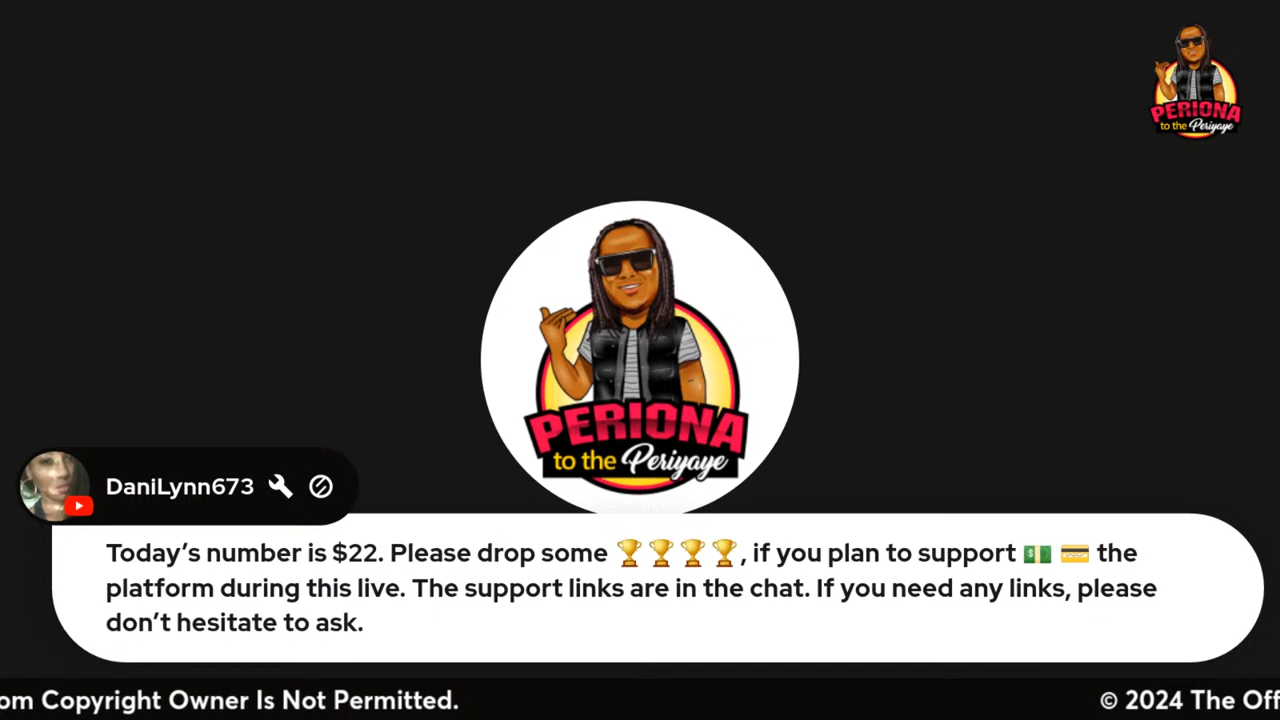 PERIONA
to the Periyaye
PERIONA
to the Periyaye
DaniLynn673
Today’s number is $22. Please drop some 🏆🏆🏆🏆, if you plan to support 💵 💳 the
platform during this live. The support links are in the chat. If you need any links, please
don’t hesitate to ask.
om Copyright Owner Is Not Permitted.
© 2024 The Off